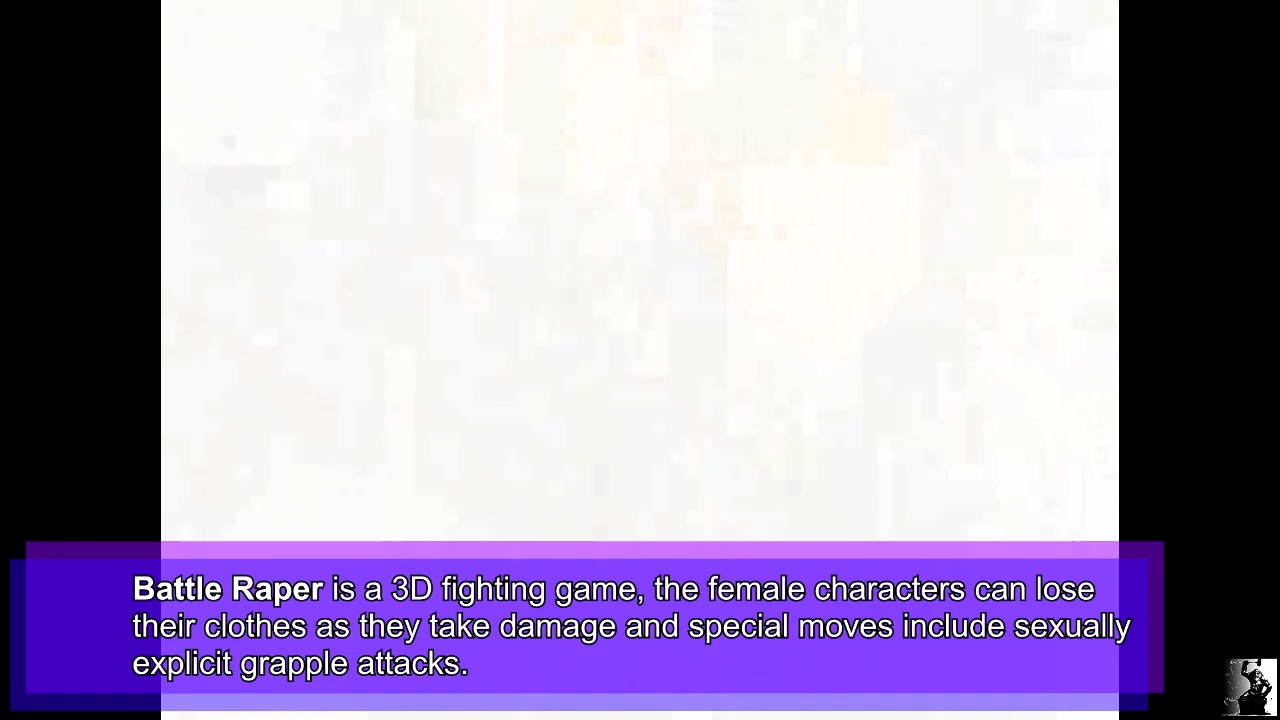 Battle Raper is a 3D fighting game, the female characters can lose
their clothes as they take damage and special moves include sexually
explicit grapple attacks.